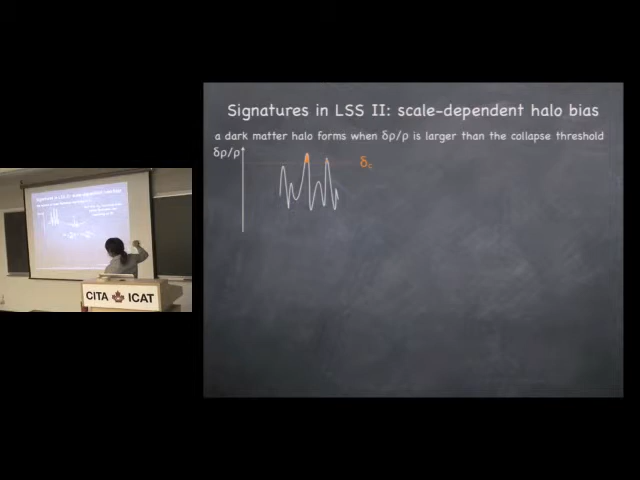 Signatures in LSS II: scale-dependent halo bias
a dark matter halo forms when δρ/ρ is larger than the collapse threshold
δρ/ρ
δc
CITA ICAT